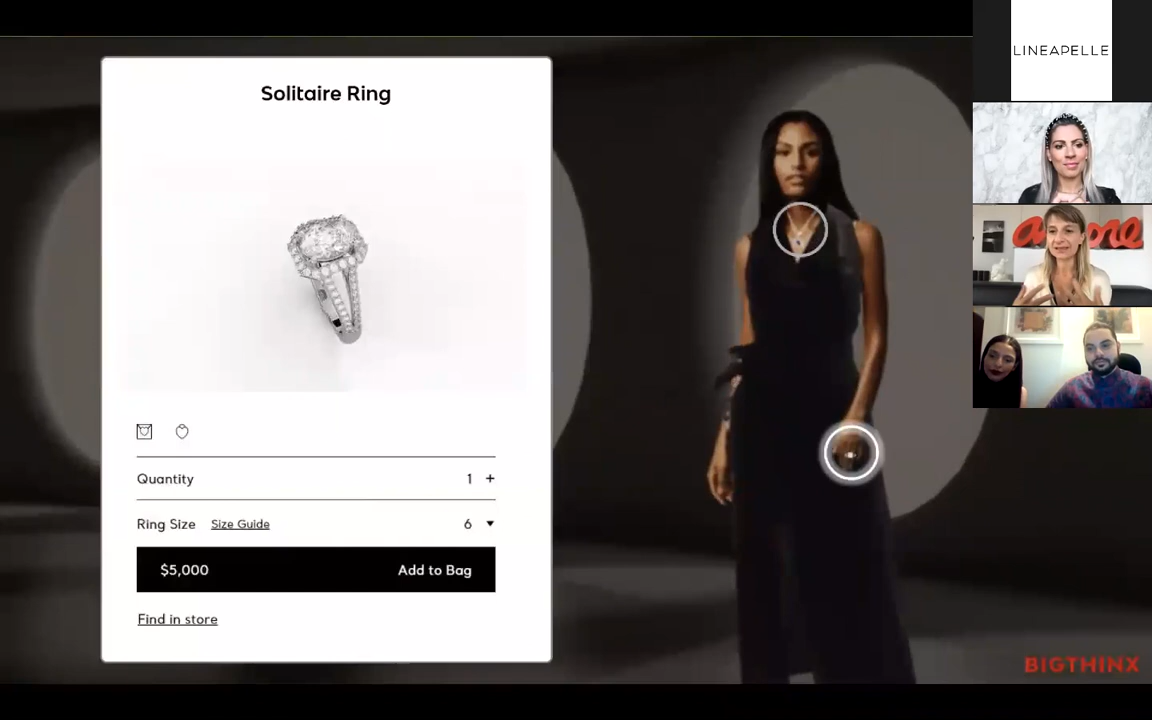 Solitaire Ring
Quantity 1 +
Ring Size Size Guide 6
$5,000 Add to Bag
Find in store
LINEAPELLE
amore
BIGTHINX